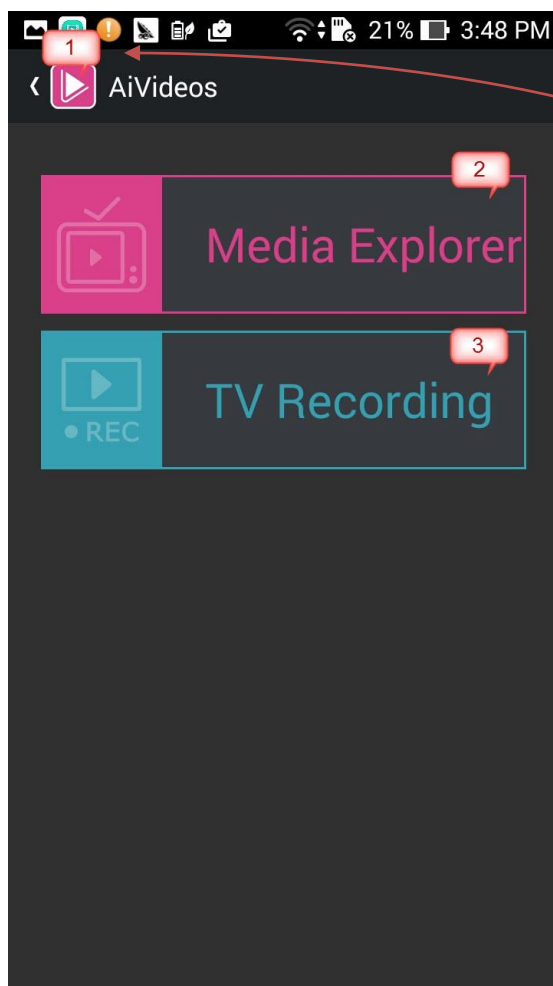 21% 3:48 PM
1
AiVideos
2
Media Explorer
3
TV Recording
REC